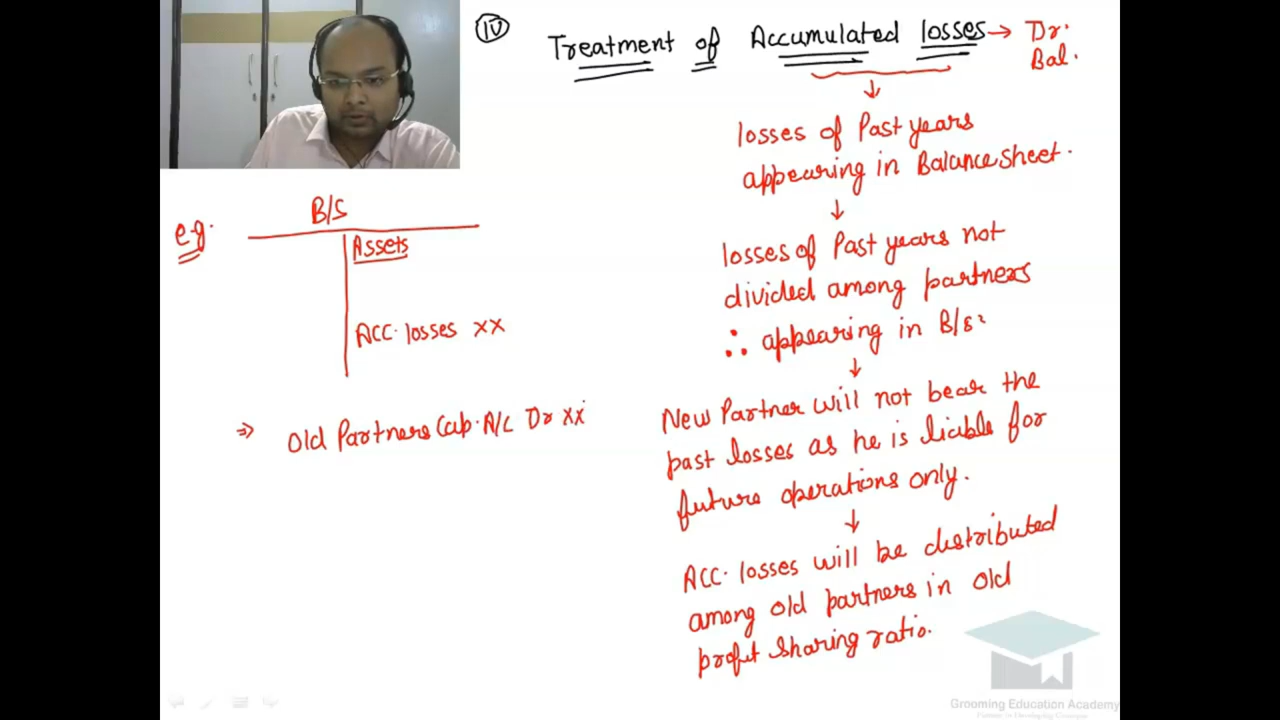 IV Treatment of Accumulated losses → Dr.
Bal.
losses of Past years
appearing in Balance Sheet.
losses of Past years not
divided among partners
∴ appearing in B/s.
New Partner will not bear the
past losses as he is liable for
future operations only.
ACC. losses will be distributed
among old partners in old
profit sharing ratio.
e.g.
B/S
Assets
ACC. losses XX
⇒ Old Partners Cap. A/C Dr XX
Grooming Education Academy